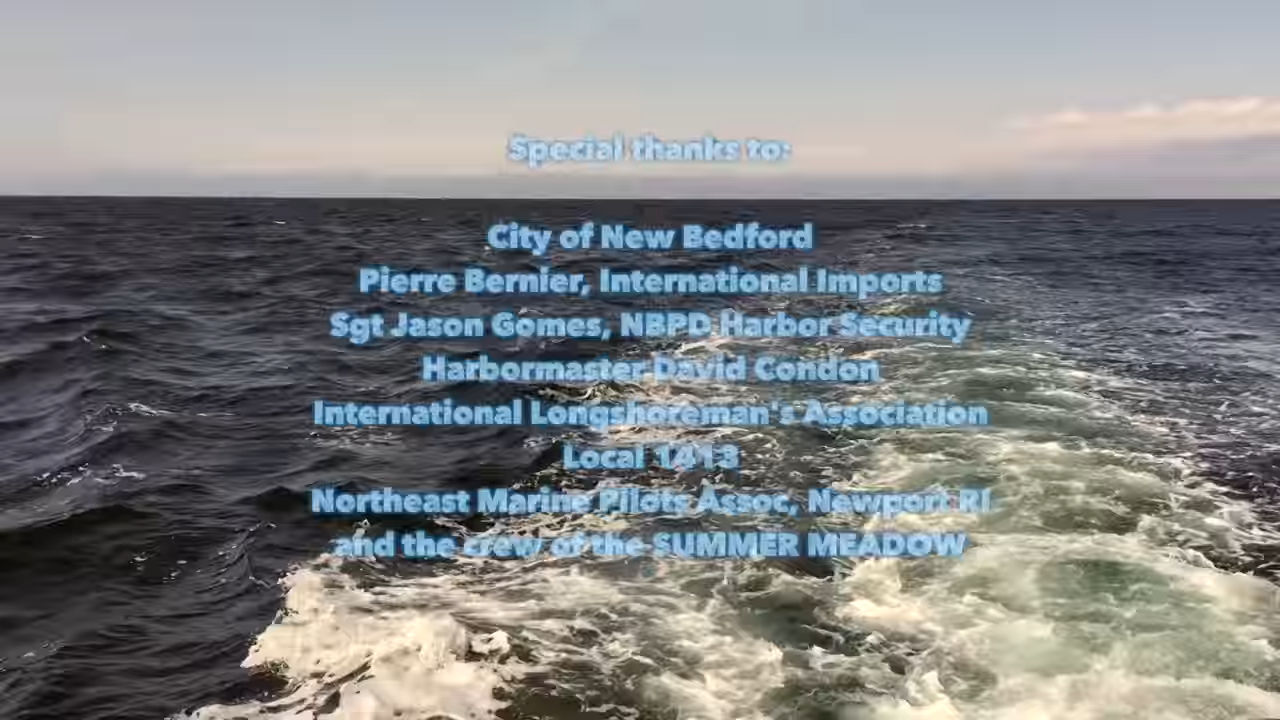 Special thanks to:
City of New Bedford
Pierre Bernier, International Imports
Sgt Jason Gomes, NBPD Harbor Security
Harbormaster David Condon
International Longshoreman's Association
Local 1413
Northeast Marine Pilots Assoc, Newport RI
and the crew of the SUMMER MEADOW